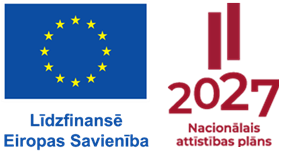 Līdzfinansē
Eiropas Savienība
2027
Nacionālais
attīstības plāns